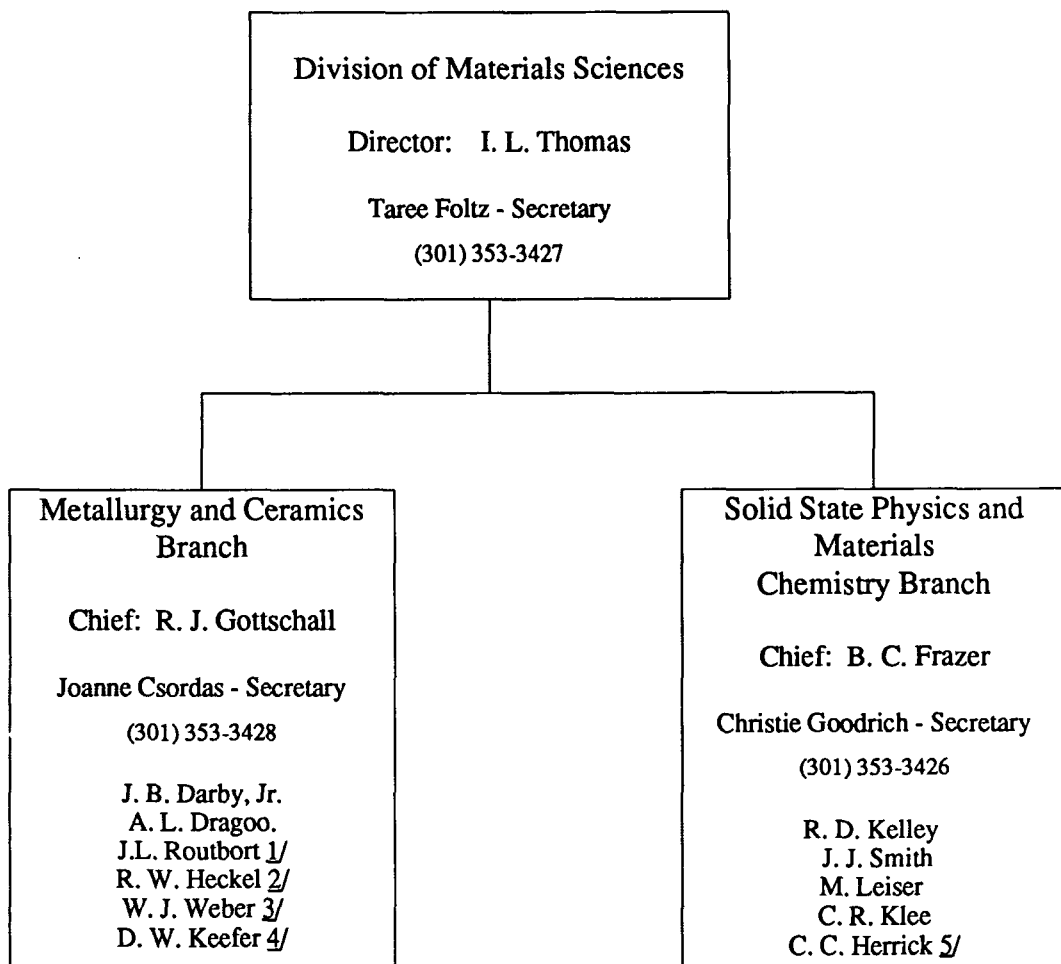 Division of Materials Sciences
Director: I. L. Thomas
Taree Foltz - Secretary
(301) 353-3427
Metallurgy and Ceramics
Branch
Chief: R. J. Gottschall
Joanne Csordas - Secretary
(301) 353-3428
J. B. Darby, Jr.
A. L. Dragoo.
J.L. Routbort 1/
R. W. Heckel 2/
W. J. Weber 3/
D. W. Keefer 4/
Solid State Physics and
Materials
Chemistry Branch
Chief: B. C. Frazer
Christie Goodrich - Secretary
(301) 353-3426
R. D. Kelley
J. J. Smith
M. Leiser
C. R. Klee
C. C. Herrick 5/